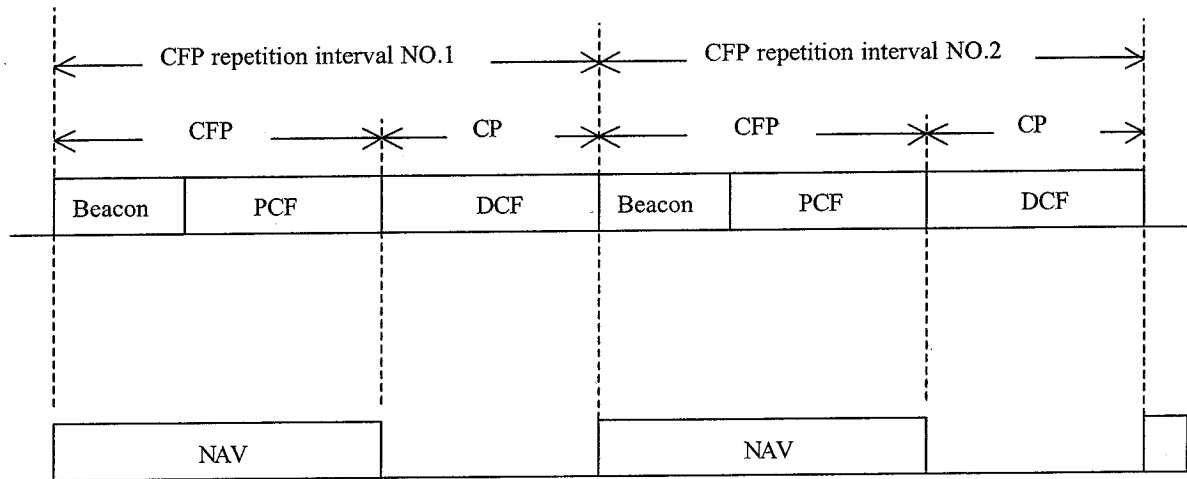 CFP repetition interval NO.1 CFP repetition interval NO.2
CFP CP CFP CP
Beacon PCF DCF Beacon PCF DCF
NAV NAV